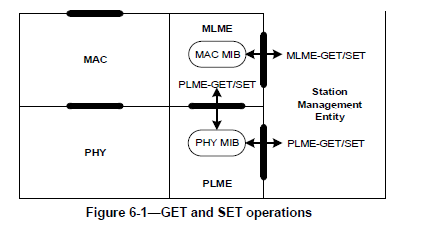 MLME
MAC
MAC MIB
MLME-GET/SET
PLME-GET/SET
Station
Management
Entity
PHY
PHY MIB
PLME-GET/SET
PLME
Figure 6-1—GET and SET operations